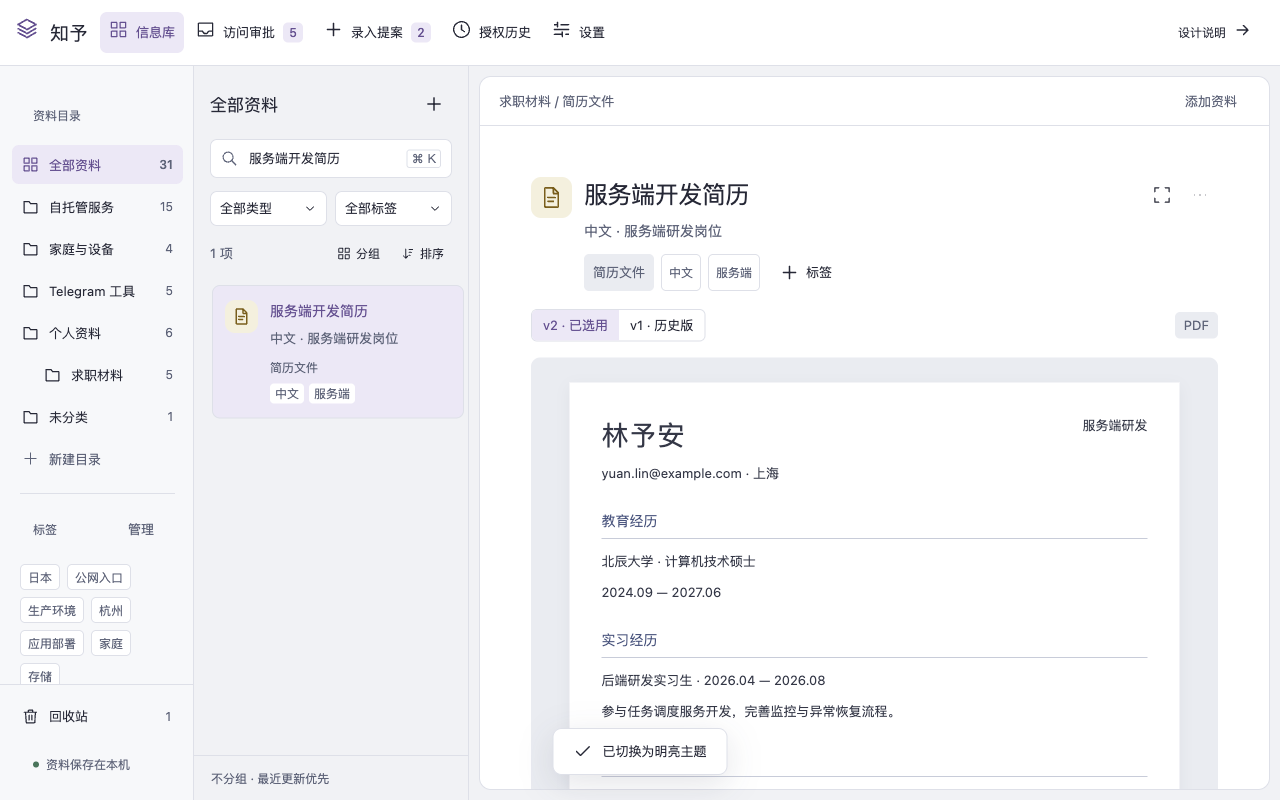 知予
信息库
访问审批 5
录入提案 2
授权历史
设置
设计说明
资料目录
全部资料 31
自托管服务 15
家庭与设备 4
Telegram 工具 5
个人资料 6
求职材料 5
未分类 1
新建目录
标签 管理
日本 公网入口
生产环境 杭州
应用部署 家庭
存储
回收站 1
资料保存在本机
全部资料
服务端开发简历 ⌘ K
全部类型 全部标签
1 项 分组 排序
服务端开发简历
中文 · 服务端研发岗位
简历文件
中文 服务端
不分组 · 最近更新优先
求职材料 / 简历文件 添加资料
服务端开发简历
中文 · 服务端研发岗位
简历文件 中文 服务端 标签
v2 · 已选用 v1 · 历史版 PDF
林予安 服务端研发
yuan.lin@example.com · 上海
教育经历
北辰大学 · 计算机技术硕士
2024.09 — 2027.06
实习经历
后端研发实习生 · 2026.04 — 2026.08
参与任务调度服务开发，完善监控与异常恢复流程。
已切换为明亮主题